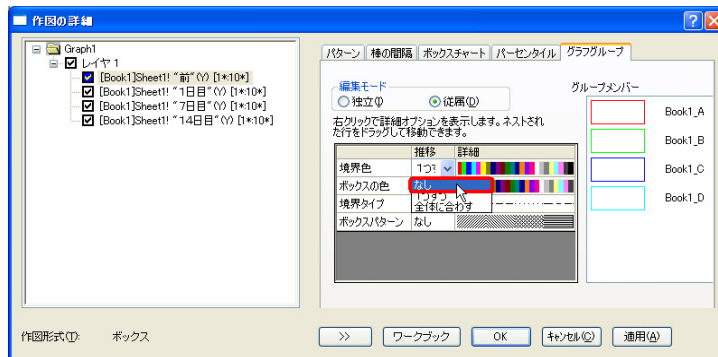 作図の詳細
Graph1
レイヤ 1
[Book1]Sheet1! "前"(Y) [1*:10*]
[Book1]Sheet1! "1日目"(Y) [1*:10*]
[Book1]Sheet1! "7日目"(Y) [1*:10*]
[Book1]Sheet1! "14日目"(Y) [1*:10*]
パターン 棒の間隔 ボックスチャート パーセンタイル グラフグループ
編集モード
独立(I) 従属(D)
右クリックで詳細オプションを表示します。ネストされ
た行をドラッグして移動できます。
推移 詳細
境界色 1つず
ボックスの色 なし
1つずつ
境界タイプ 全体に合わす
ボックスパターン なし
グループメンバー
Book1_A
Book1_B
Book1_C
Book1_D
作図形式(T): ボックス
>> ワークブック OK キャンセル(C) 適用(A)